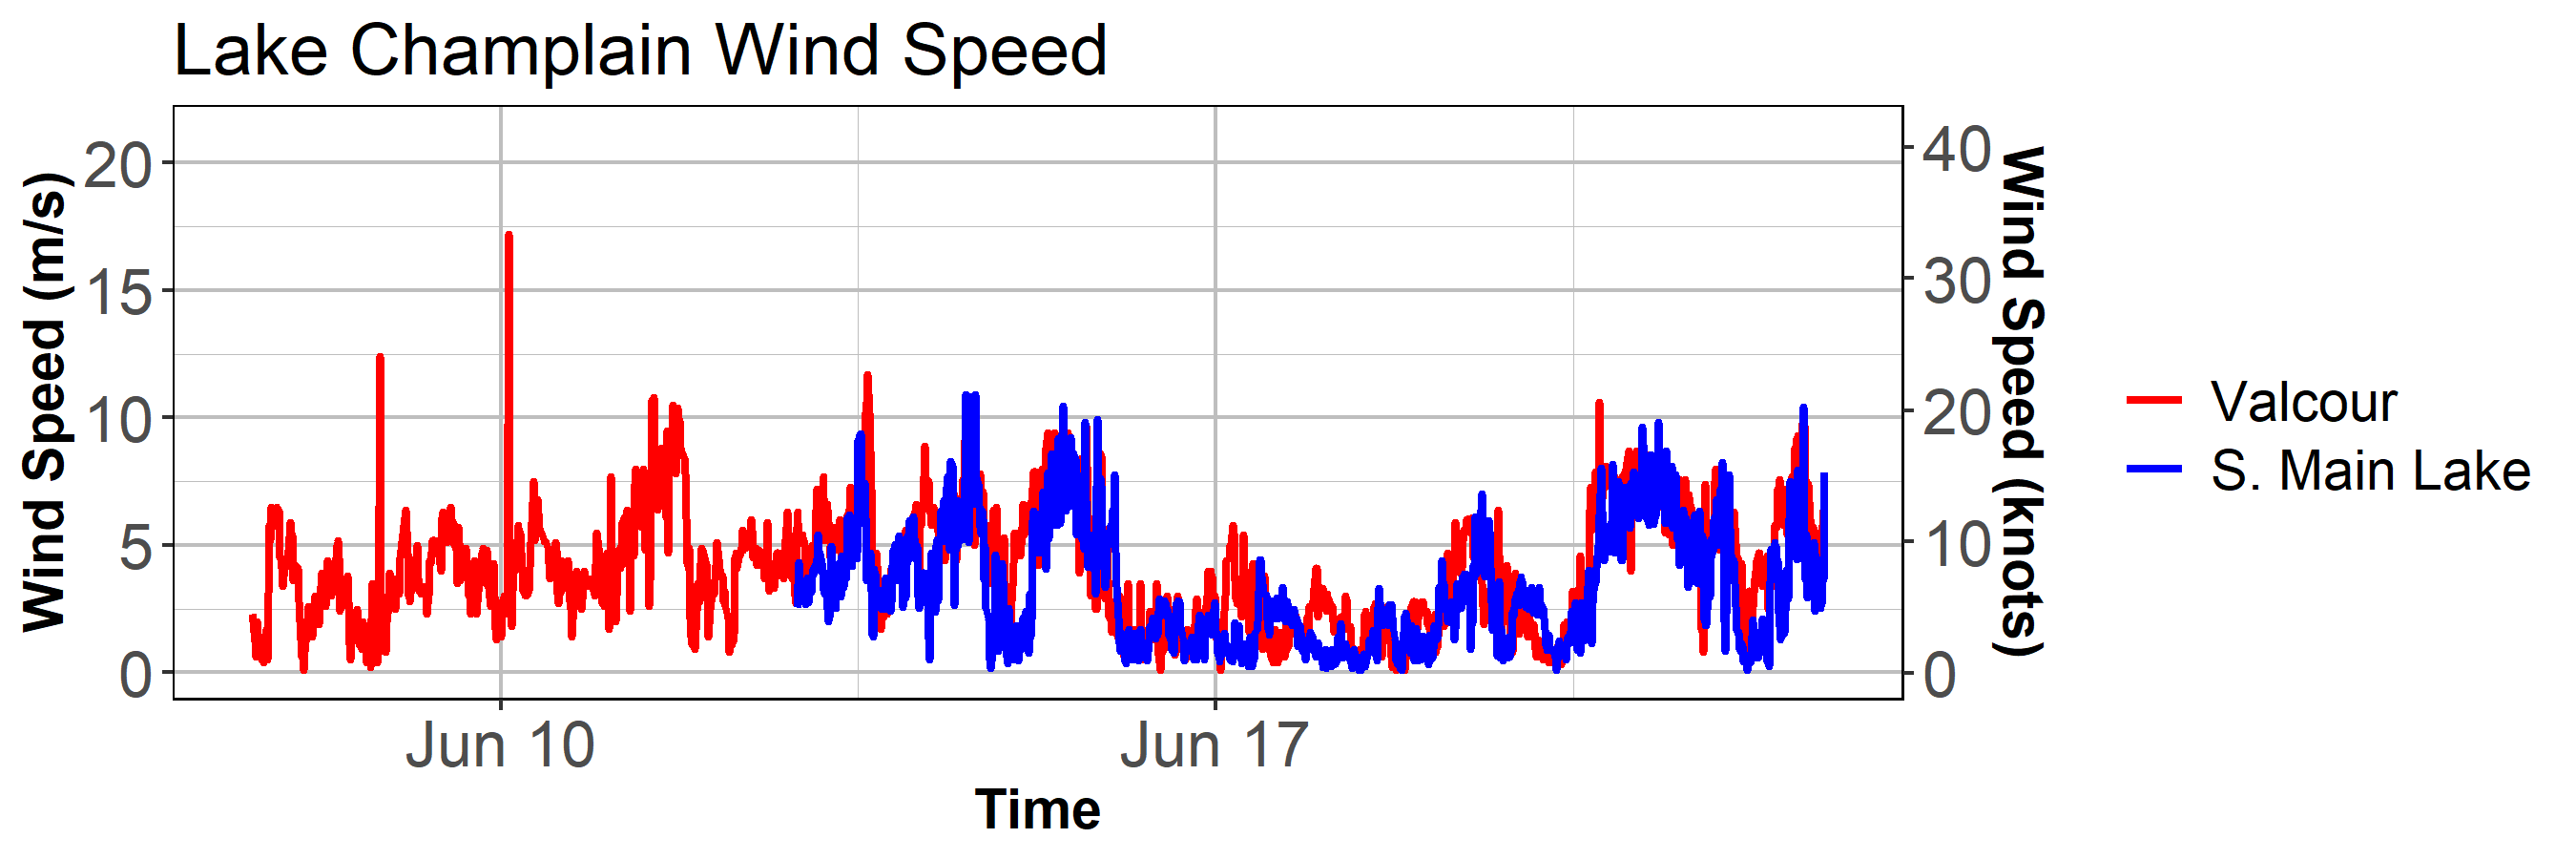 Lake Champlain Wind Speed
Wind Speed (m/s)
20
15
10
5
0
40
30
20
10
0
Wind Speed (knots)
Jun 10
Jun 17
Time
Valcour
S. Main Lake